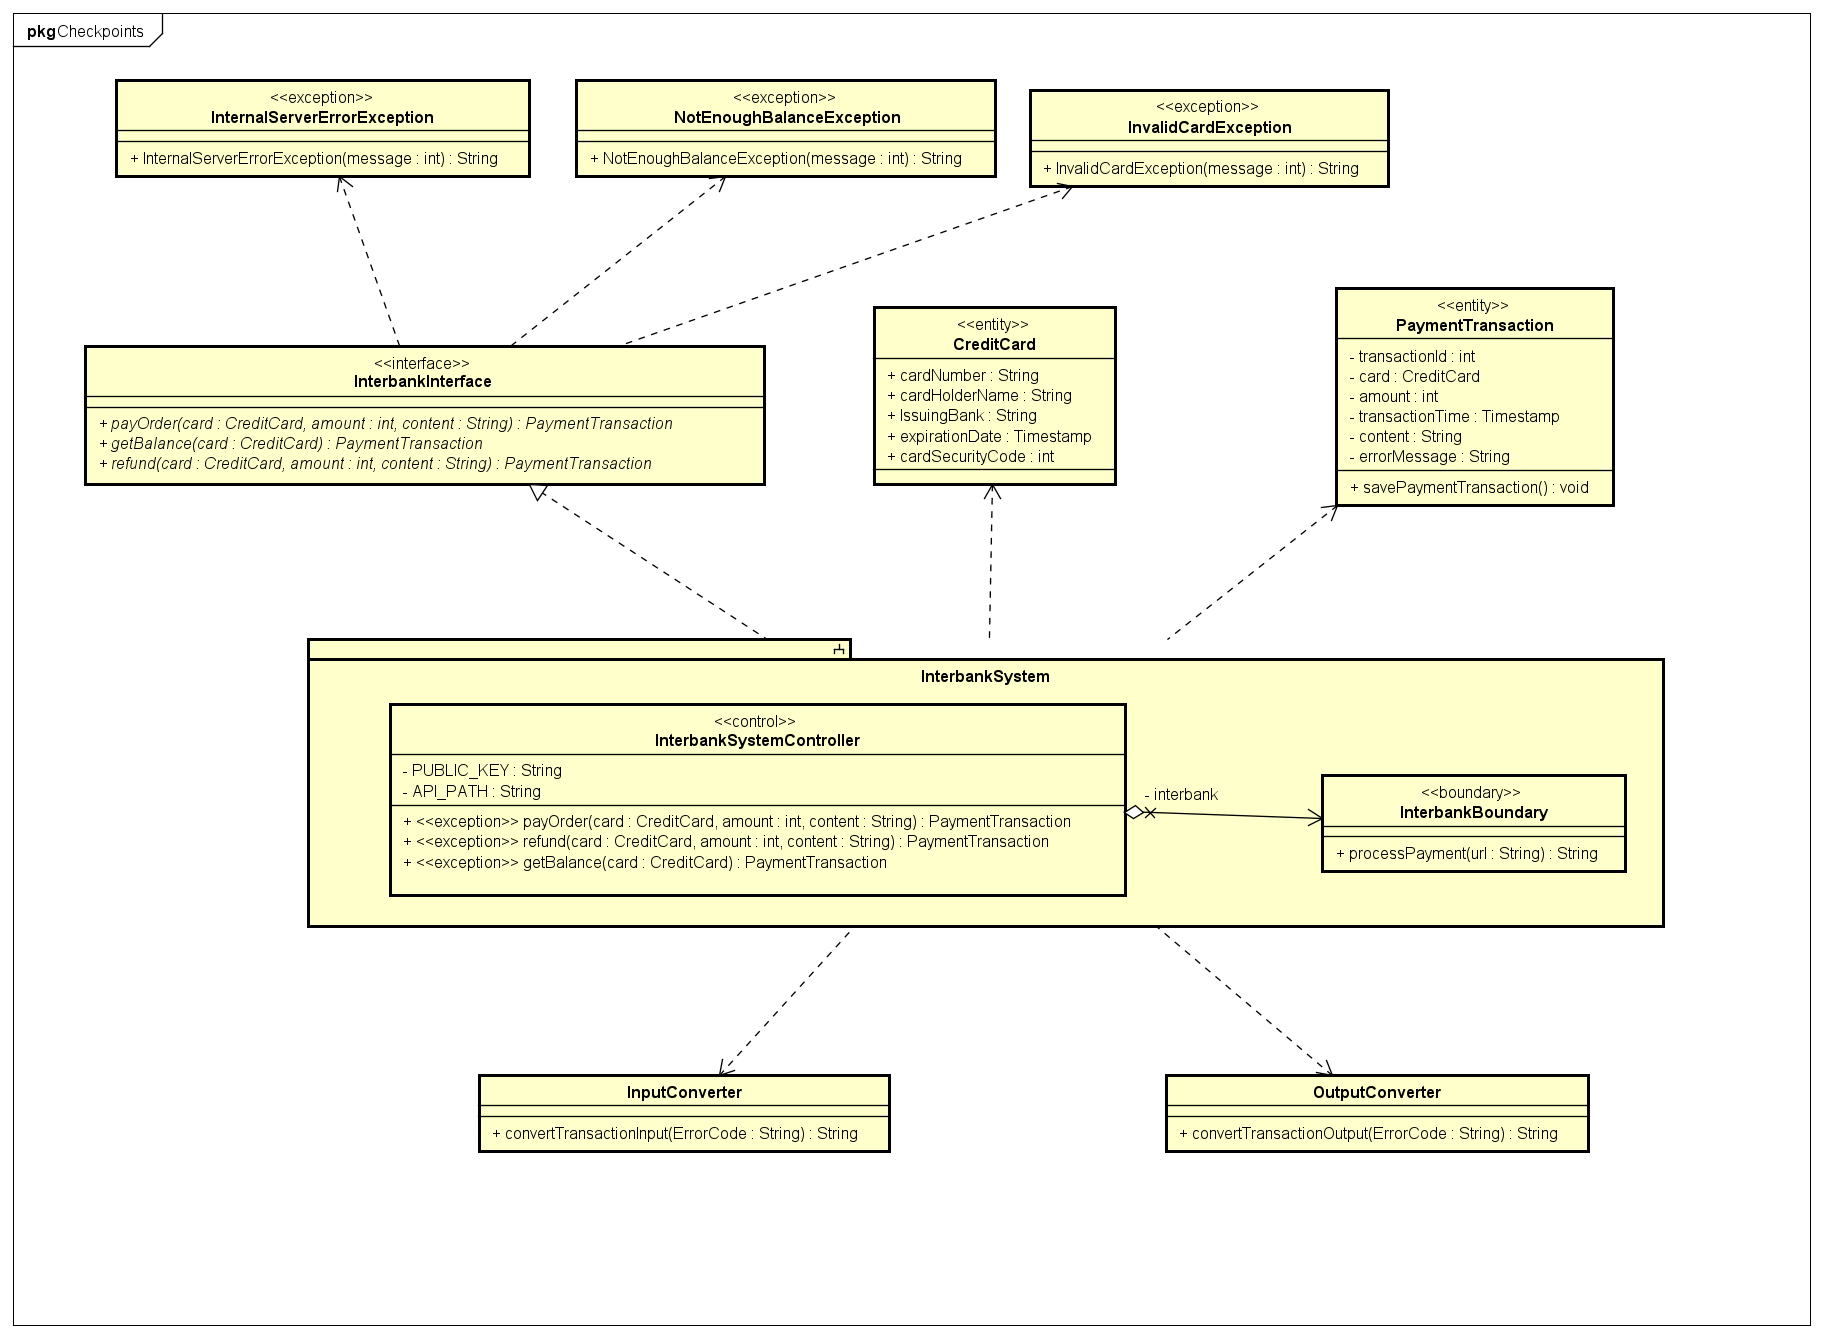 pkg Checkpoints
<<exception>>
InternalServerErrorException
+ InternalServerErrorException(message : int) : String
<<exception>>
NotEnoughBalanceException
+ NotEnoughBalanceException(message : int) : String
<<exception>>
InvalidCardException
+ InvalidCardException(message : int) : String
<<interface>>
InterbankInterface
+ payOrder(card : CreditCard, amount : int, content : String) : PaymentTransaction
+ getBalance(card : CreditCard) : PaymentTransaction
+ refund(card : CreditCard, amount : int, content : String) : PaymentTransaction
<<entity>>
CreditCard
+ cardNumber : String
+ cardHolderName : String
+ IssuingBank : String
+ expirationDate : Timestamp
+ cardSecurityCode : int
<<entity>>
PaymentTransaction
- transactionId : int
- card : CreditCard
- amount : int
- transactionTime : Timestamp
- content : String
- errorMessage : String
+ savePaymentTransaction() : void
InterbankSystem
<<control>>
InterbankSystemController
- PUBLIC_KEY : String
- API_PATH : String
+ <<exception>> payOrder(card : CreditCard, amount : int, content : String) : PaymentTransaction
+ <<exception>> refund(card : CreditCard, amount : int, content : String) : PaymentTransaction
+ <<exception>> getBalance(card : CreditCard) : PaymentTransaction
- interbank
<<boundary>>
InterbankBoundary
+ processPayment(url : String) : String
InputConverter
+ convertTransactionInput(ErrorCode : String) : String
OutputConverter
+ convertTransactionOutput(ErrorCode : String) : String